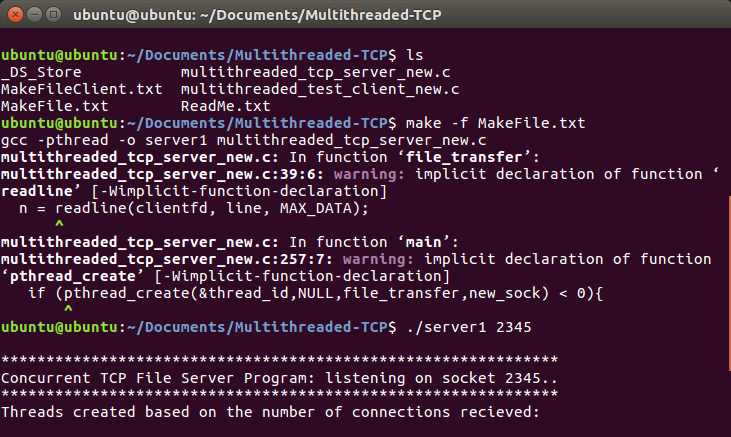 ubuntu@ubuntu: ~/Documents/Multithreaded-TCP
ubuntu@ubuntu:~/Documents/Multithreaded-TCP$ ls
_DS_Store           multithreaded_tcp_server_new.c
MakeFileClient.txt  multithreaded_test_client_new.c
MakeFile.txt        ReadMe.txt
ubuntu@ubuntu:~/Documents/Multithreaded-TCP$ make -f MakeFile.txt
gcc -pthread -o server1 multithreaded_tcp_server_new.c
multithreaded_tcp_server_new.c: In function ‘file_transfer’:
multithreaded_tcp_server_new.c:39:6: warning: implicit declaration of function ‘
readline’ [-Wimplicit-function-declaration]
  n = readline(clientfd, line, MAX_DATA);
      ^
multithreaded_tcp_server_new.c: In function ‘main’:
multithreaded_tcp_server_new.c:257:7: warning: implicit declaration of function
‘pthread_create’ [-Wimplicit-function-declaration]
   if (pthread_create(&thread_id,NULL,file_transfer,new_sock) < 0){
       ^
ubuntu@ubuntu:~/Documents/Multithreaded-TCP$ ./server1 2345

**************************************************************
Concurrent TCP File Server Program: listening on socket 2345..
**************************************************************
Threads created based on the number of connections recieved: